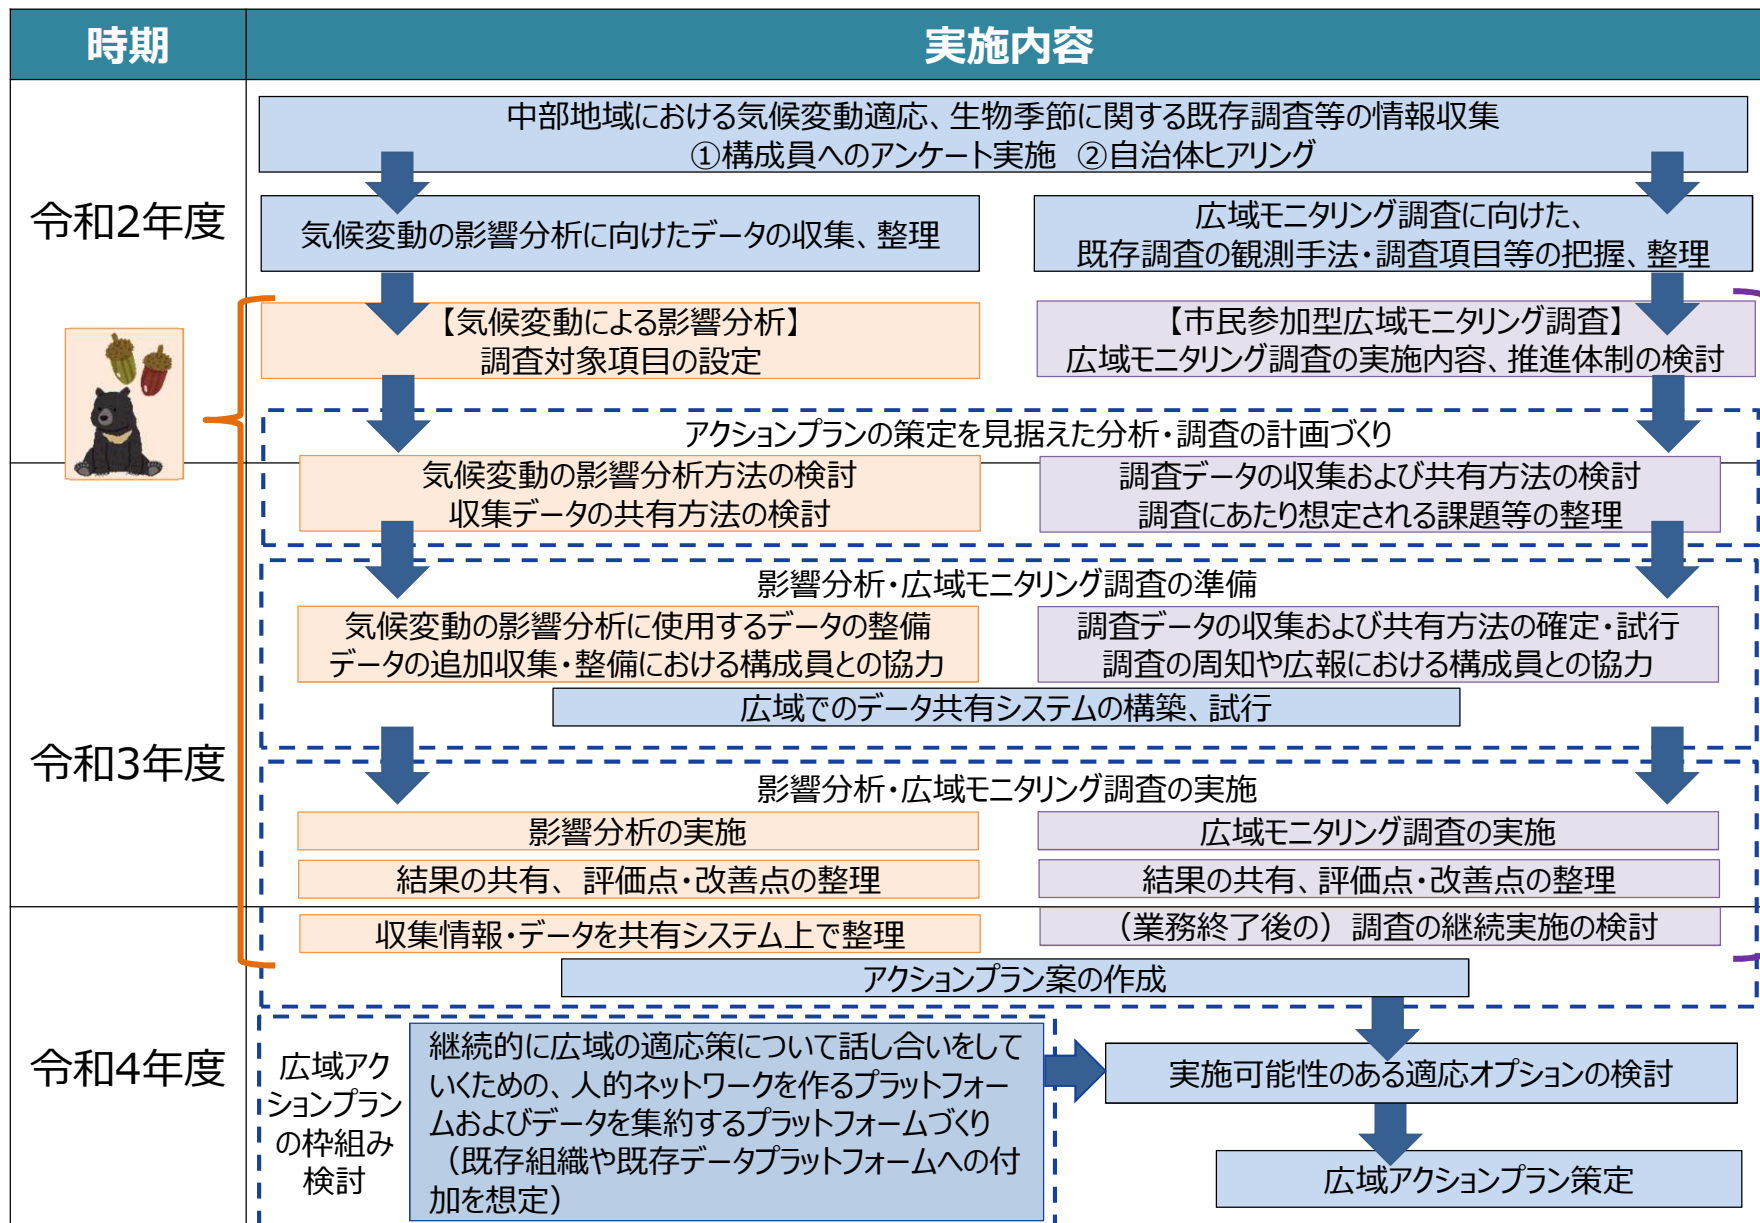 時期
実施内容
令和2年度
中部地域における気候変動適応、生物季節に関する既存調査等の情報収集
①構成員へのアンケート実施 ②自治体ヒアリング
気候変動の影響分析に向けたデータの収集、整理
広域モニタリング調査に向けた、
既存調査の観測手法・調査項目等の把握、整理
【気候変動による影響分析】
調査対象項目の設定
【市民参加型広域モニタリング調査】
広域モニタリング調査の実施内容、推進体制の検討
アクションプランの策定を見据えた分析・調査の計画づくり
気候変動の影響分析方法の検討
収集データの共有方法の検討
調査データの収集および共有方法の検討
調査にあたり想定される課題等の整理
令和3年度
影響分析・広域モニタリング調査の準備
気候変動の影響分析に使用するデータの整備
データの追加収集・整備における構成員との協力
調査データの収集および共有方法の確定・試行
調査の周知や広報における構成員との協力
広域でのデータ共有システムの構築、試行
影響分析・広域モニタリング調査の実施
影響分析の実施
広域モニタリング調査の実施
結果の共有、評価点・改善点の整理
結果の共有、評価点・改善点の整理
収集情報・データを共有システム上で整理
（業務終了後の）調査の継続実施の検討
アクションプラン案の作成
令和4年度
広域アク
ションプラン
の枠組み
検討
継続的に広域の適応策について話し合いをして
いくための、人的ネットワークを作るプラットフォー
ムおよびデータを集約するプラットフォームづくり
（既存組織や既存データプラットフォームへの付
加を想定）
実施可能性のある適応オプションの検討
広域アクションプラン策定